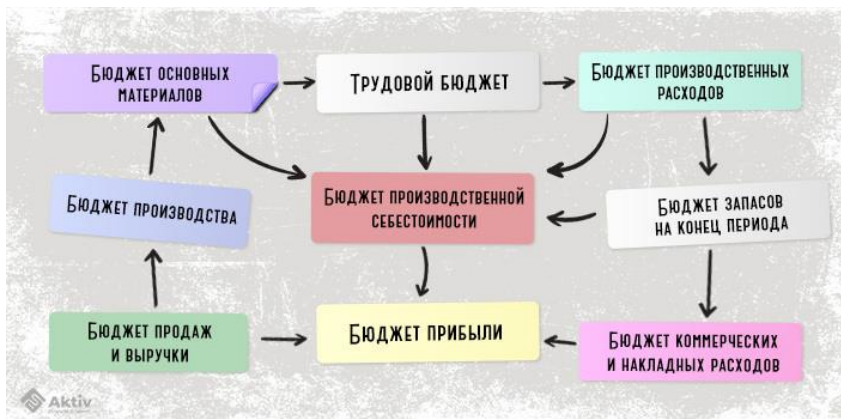 БЮДЖЕТ ОСНОВНЫХ
МАТЕРИАЛОВ
ТРУДОВОЙ БЮДЖЕТ
БЮДЖЕТ ПРОИЗВОДСТВЕННЫХ
РАСХОДОВ
БЮДЖЕТ ПРОИЗВОДСТВА
БЮДЖЕТ ПРОИЗВОДСТВЕННОЙ
СЕБЕСТОИМОСТИ
БЮДЖЕТ ЗАПАСОВ
НА КОНЕЦ ПЕРИОДА
БЮДЖЕТ ПРОДАЖ
И ВЫРУЧКИ
БЮДЖЕТ ПРИБЫЛИ
БЮДЖЕТ КОММЕРЧЕСКИХ
И НАКЛАДНЫХ РАСХОДОВ
Aktiv